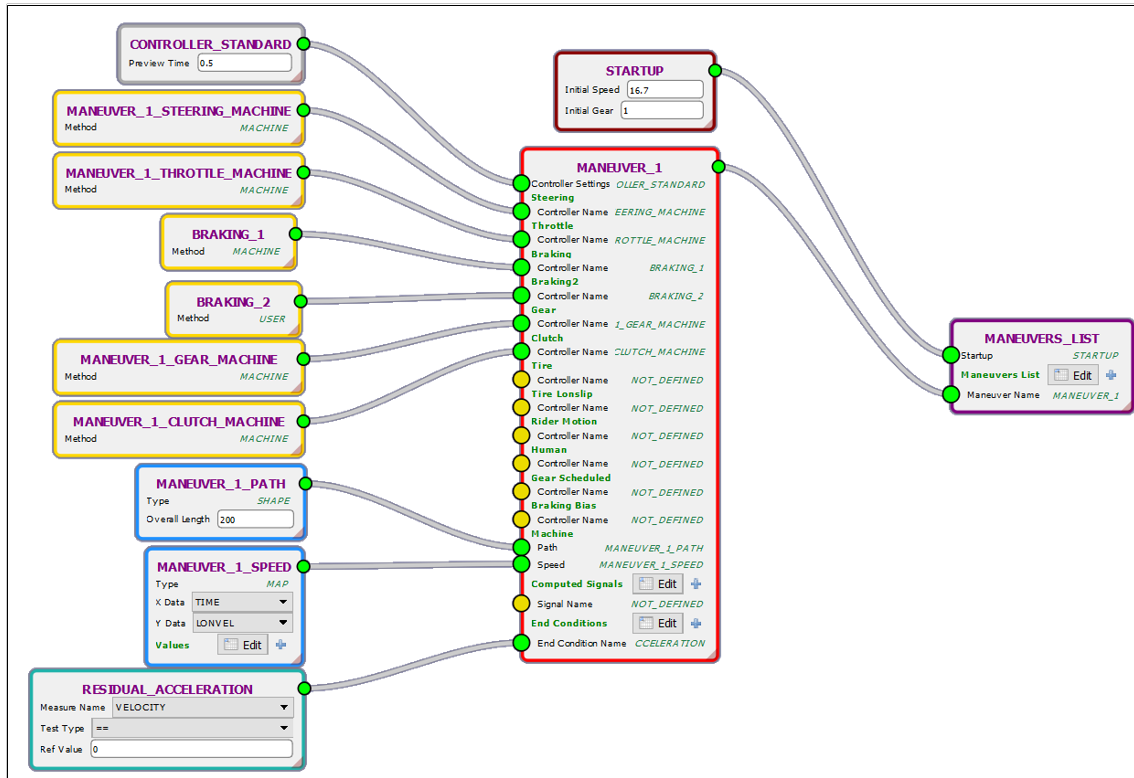 CONTROLLER_STANDARD
Preview Time 0.5
MANEUVER_1_STEERING_MACHINE
Method MACHINE
MANEUVER_1_THROTTLE_MACHINE
Method MACHINE
BRAKING_1
Method MACHINE
BRAKING_2
Method USER
MANEUVER_1_GEAR_MACHINE
Method MACHINE
MANEUVER_1_CLUTCH_MACHINE
Method MACHINE
MANEUVER_1_PATH
Type SHAPE
Overall Length 200
MANEUVER_1_SPEED
Type MAP
X Data TIME
Y Data LONVEL
Values Edit
RESIDUAL_ACCELERATION
Measure Name VELOCITY
Test Type ==
Ref Value 0
STARTUP
Initial Speed 16.7
Initial Gear 1
MANEUVER_1
Controller Settings OLLER_STANDARD
Steering
Controller Name EERING_MACHINE
Throttle
Controller Name ROTTLE_MACHINE
Braking
Controller Name BRAKING_1
Braking2
Controller Name BRAKING_2
Gear
Controller Name 1_GEAR_MACHINE
Clutch
Controller Name CLUTCH_MACHINE
Tire
Controller Name NOT_DEFINED
Tire Lonslip
Controller Name NOT_DEFINED
Rider Motion
Controller Name NOT_DEFINED
Human
Controller Name NOT_DEFINED
Gear Scheduled
Controller Name NOT_DEFINED
Braking Bias
Controller Name NOT_DEFINED
Machine
Path MANEUVER_1_PATH
Speed MANEUVER_1_SPEED
Computed Signals Edit
Signal Name NOT_DEFINED
End Conditions Edit
End Condition Name CCELERATION
MANEUVERS_LIST
Startup STARTUP
Maneuvers List Edit
Maneuver Name MANEUVER_1